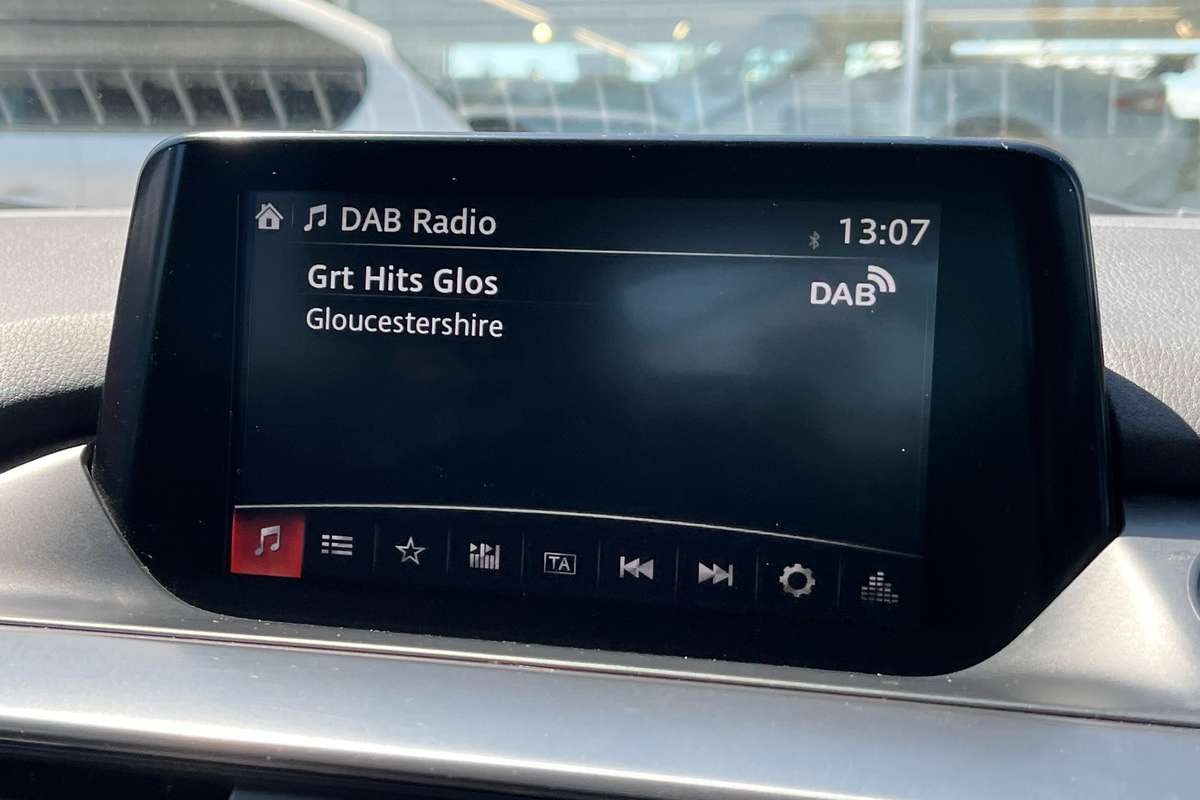 DAB Radio
13:07
Grt Hits Glos
DAB
Gloucestershire
TA